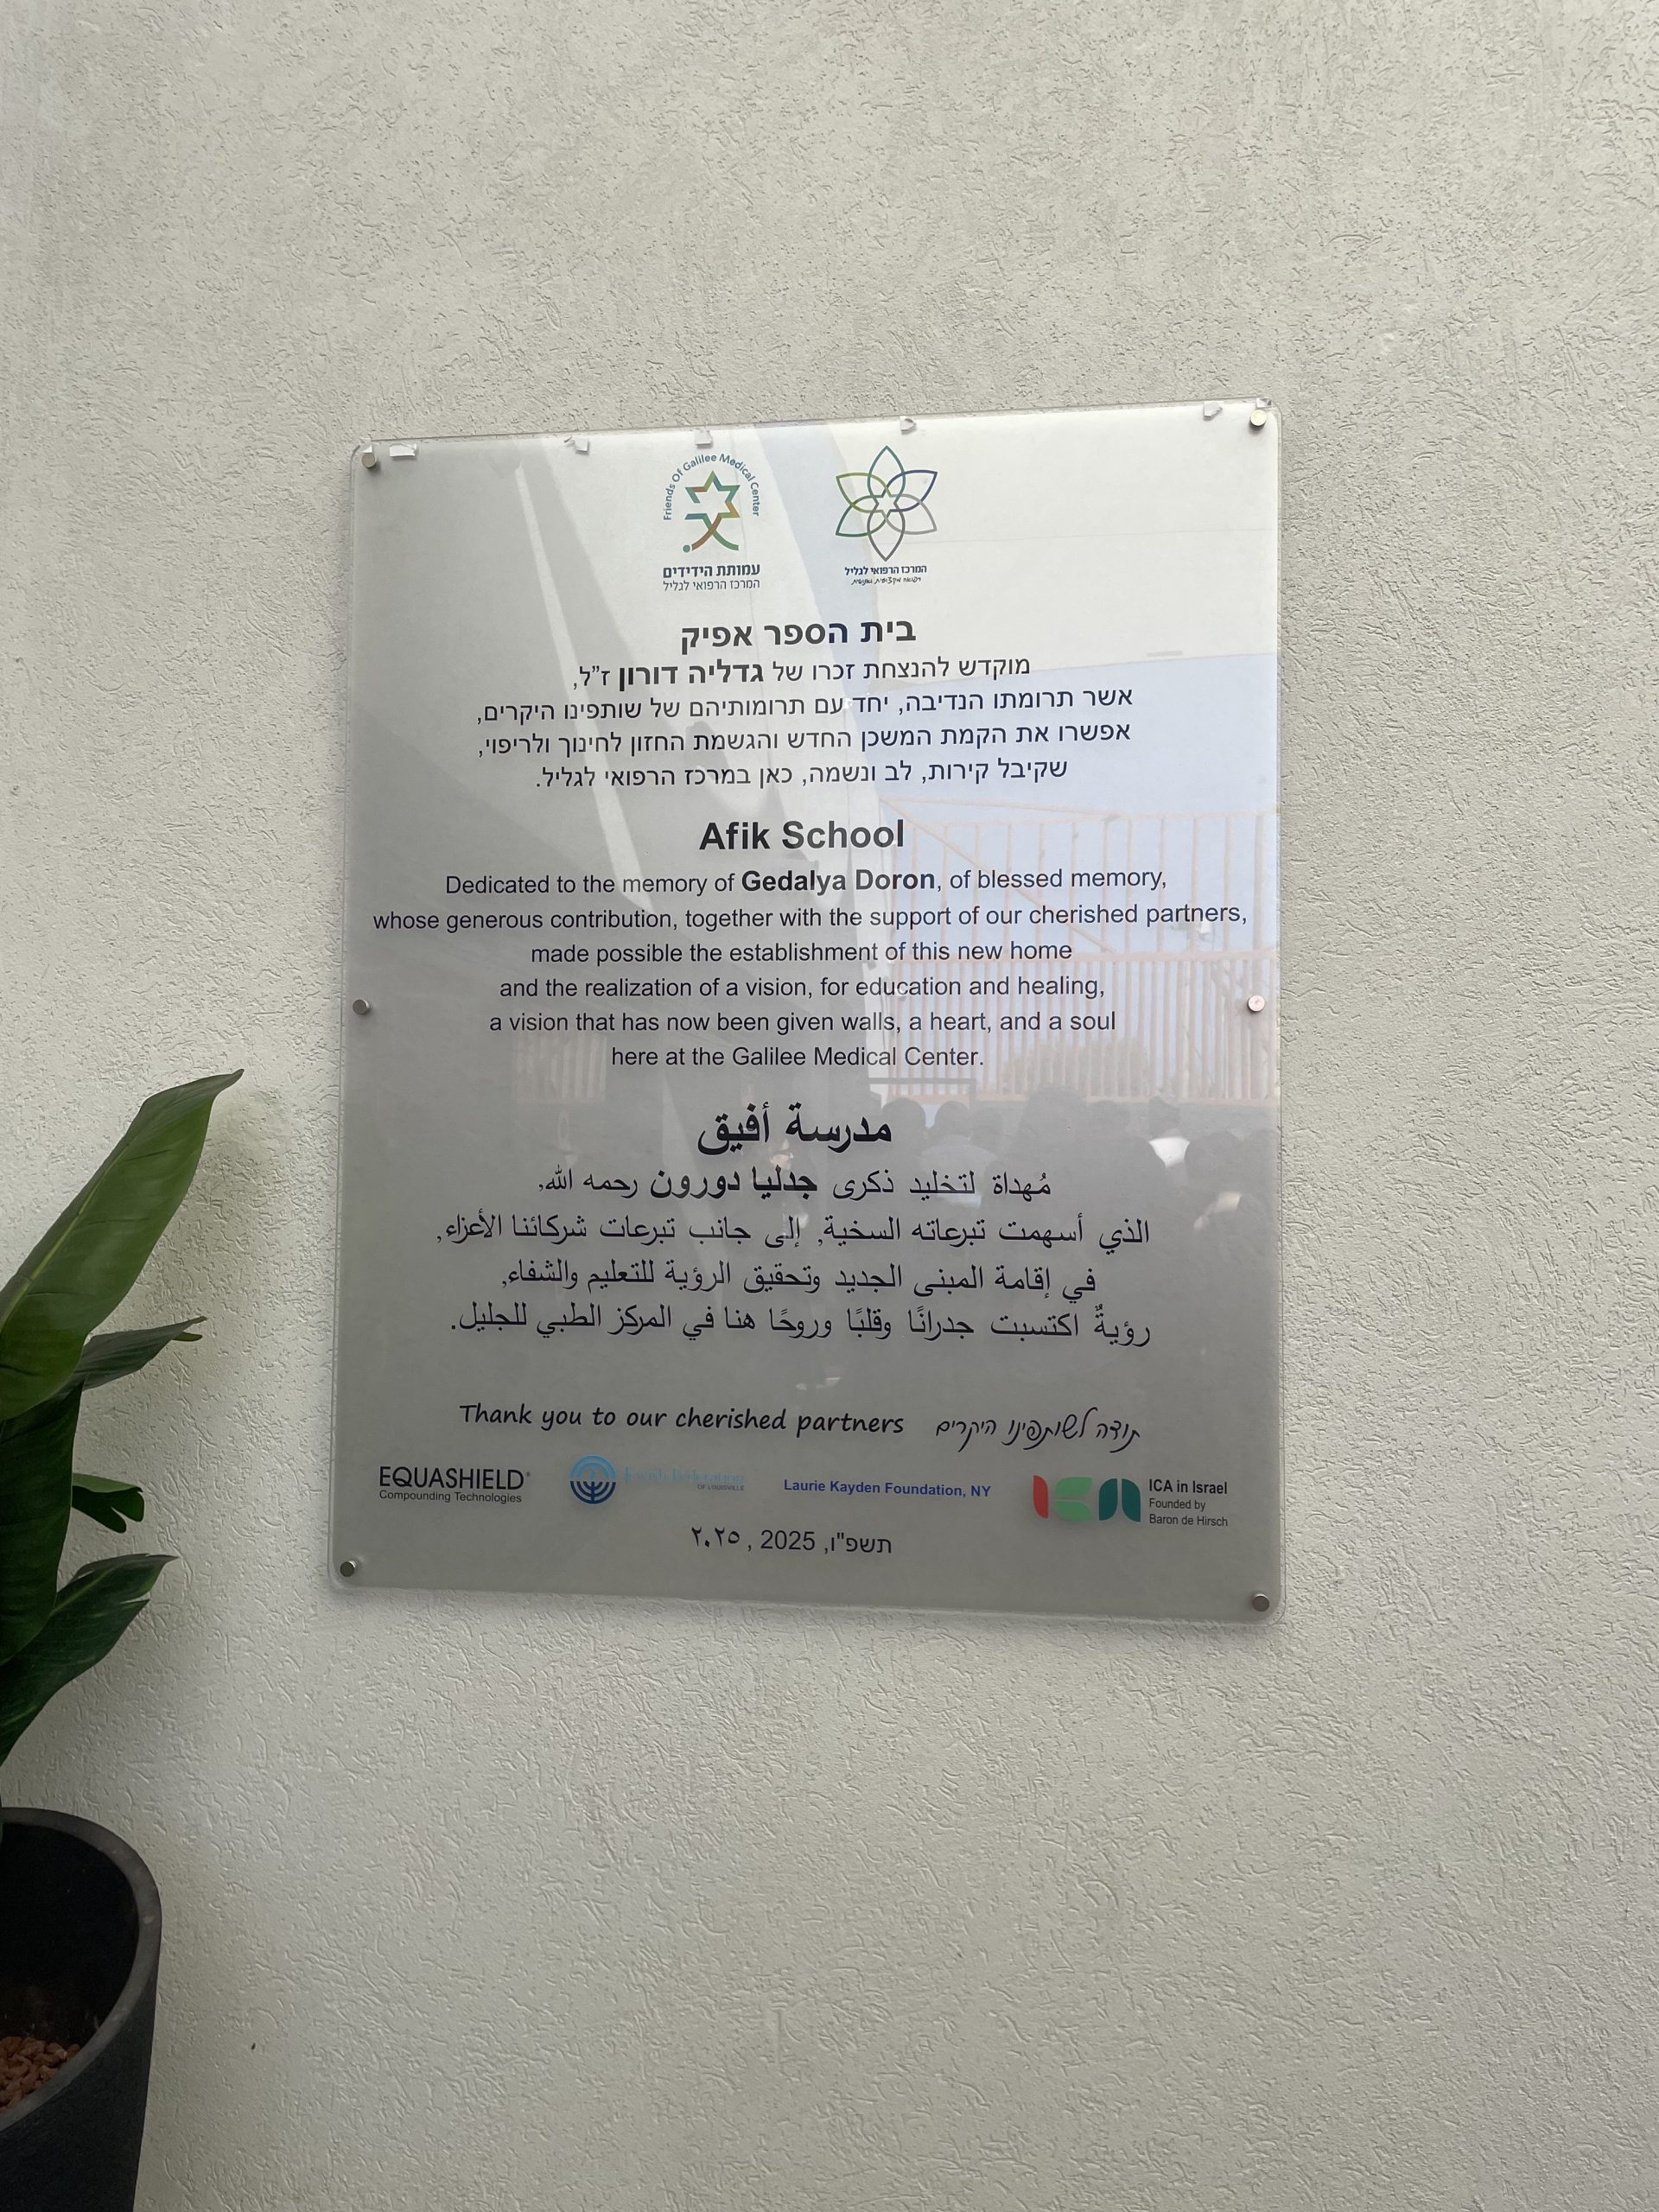 Friends Of Galilee Medical Center
עמותת הידידים
המרכז הרפואי לגליל
המרכז הרפואי לגליל
רפואה מקצועית ואנושית
בית הספר אפיק
מוקדש להנצחת זכרו של גדליה דורון ז"ל,
אשר תרומתו הנדיבה, יחד עם תרומותיהם של שותפינו היקרים,
אפשרו את הקמת המשכן החדש והגשמת החזון לחינוך ולריפוי,
שקיבל קירות, לב ונשמה, כאן במרכז הרפואי לגליל.
Afik School
Dedicated to the memory of Gedalya Doron, of blessed memory,
whose generous contribution, together with the support of our cherished partners,
made possible the establishment of this new home
and the realization of a vision, for education and healing,
a vision that has now been given walls, a heart, and a soul
here at the Galilee Medical Center.
مدرسة أفيق
مُهداة لتخليد ذكرى جدليا دورون رحمه الله,
الذي أسهمت تبرعاته السخية, إلى جانب تبرعات شركائنا الأعزاء,
في إقامة المبنى الجديد وتحقيق الرؤية للتعليم والشفاء,
رؤيةٌ اكتسبت جدرانًا وقلبًا وروحًا هنا في المركز الطبي للجليل.
Thank you to our cherished partners תודה לשותפינו היקרים
EQUASHIELD®
Compounding Technologies
Jewish Federation
OF LOUISVILLE
Laurie Kayden Foundation, NY
ICA
ICA in Israel
Founded by
Baron de Hirsch
תשפ"ו, 2025, ٢٠٢٥